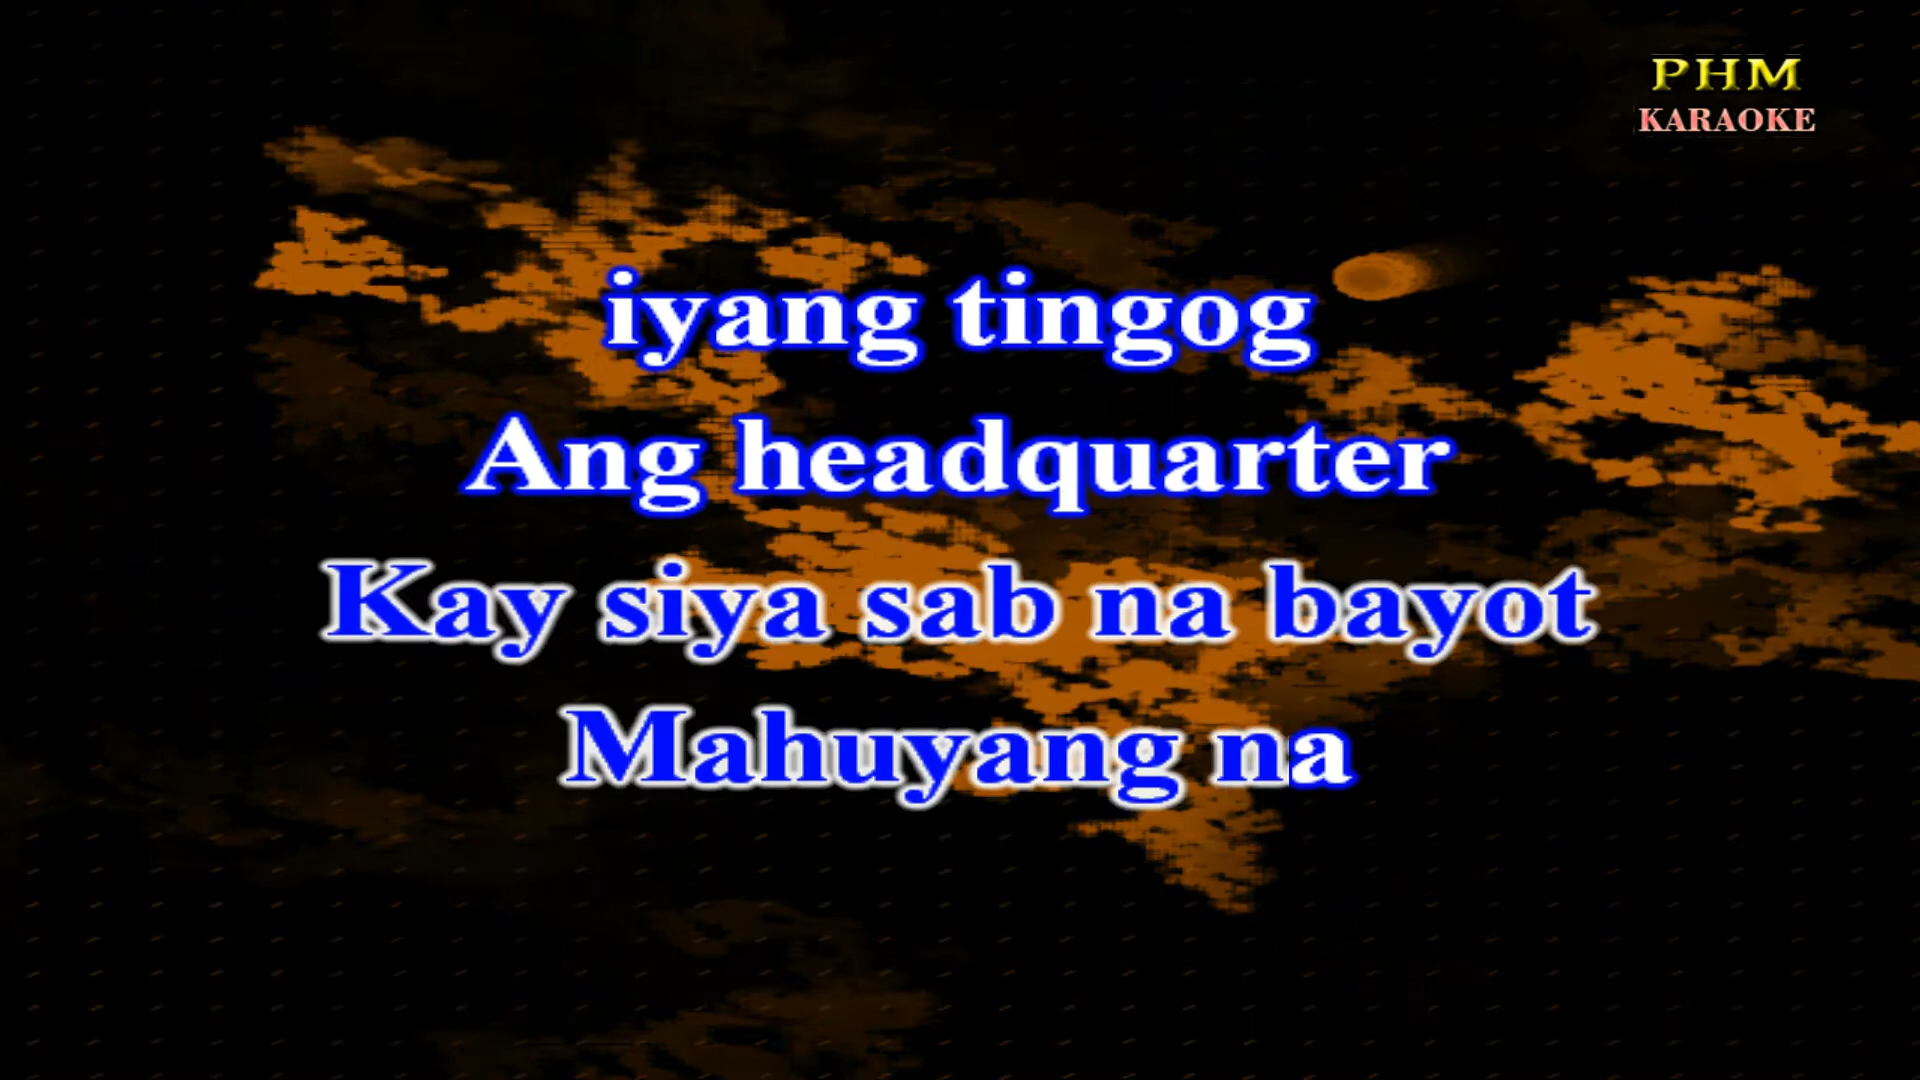 PHM
KARAOKE
iyang tingog
Ang headquarter
Kay siya sab na bayot
Mahuyang na